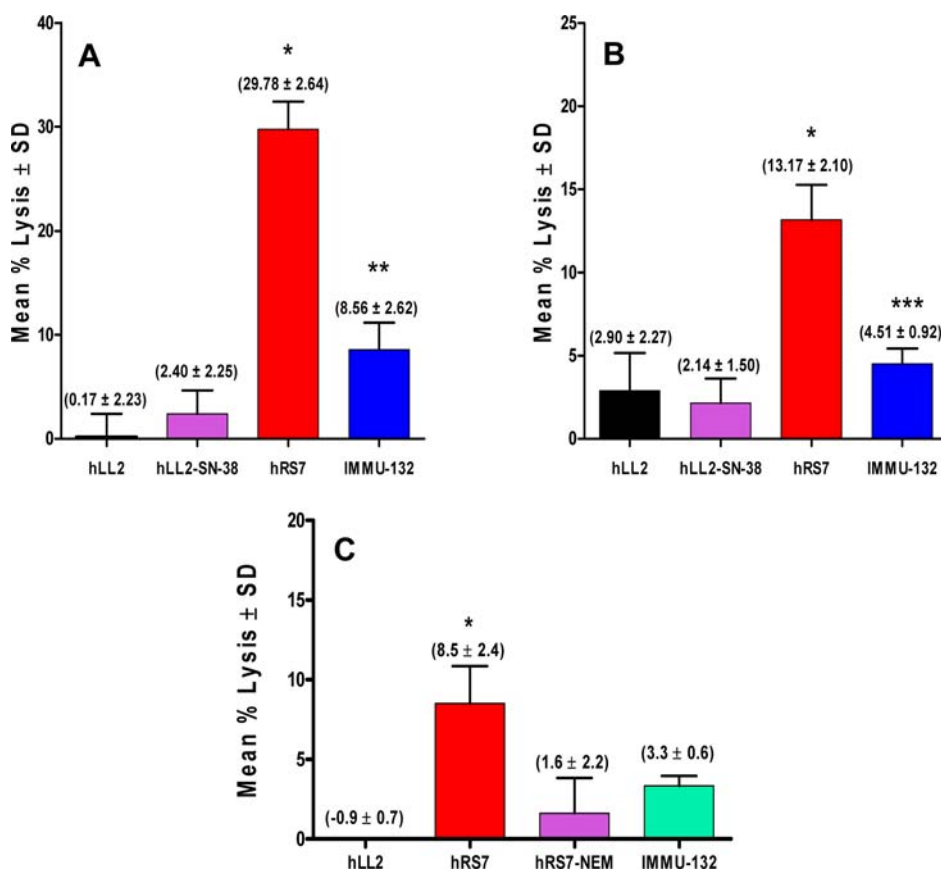 A
Mean % Lysis ± SD
40
30
20
10
0
*
(29.78 ± 2.64)
**
(8.56 ± 2.62)
(2.40 ± 2.25)
(0.17 ± 2.23)
hLL2 hLL2-SN-38 hRS7 IMMU-132
B
Mean % Lysis ± SD
25
20
15
10
5
0
*
(13.17 ± 2.10)
***
(4.51 ± 0.92)
(2.90 ± 2.27)
(2.14 ± 1.50)
hLL2 hLL2-SN-38 hRS7 IMMU-132
C
Mean % Lysis ± SD
20
15
10
5
0
*
(8.5 ± 2.4)
(1.6 ± 2.2)
(3.3 ± 0.6)
(-0.9 ± 0.7)
hLL2 hRS7 hRS7-NEM IMMU-132